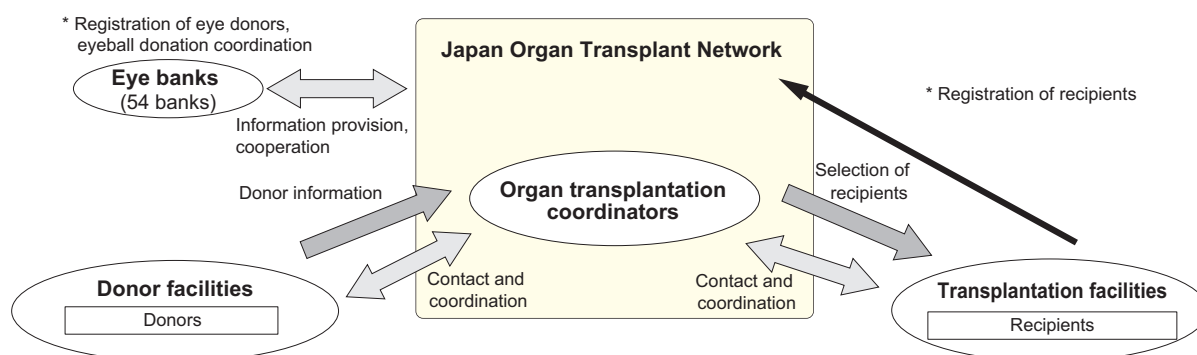 * Registration of eye donors,
eyeball donation coordination
Eye banks
(54 banks)
Information provision,
cooperation
Japan Organ Transplant Network
* Registration of recipients
Donor information
Organ transplantation
coordinators
Selection of
recipients
Contact and
coordination
Contact and
coordination
Donor facilities
Donors
Transplantation facilities
Recipients